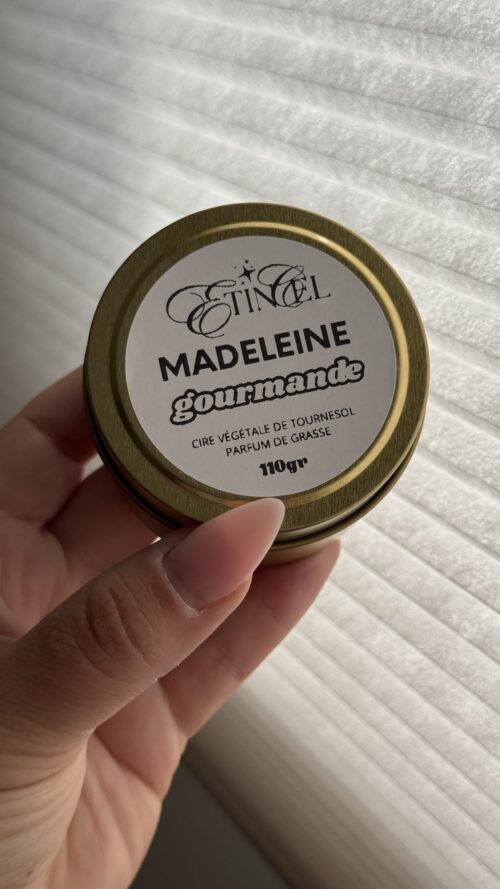 ETINCEL
MADELEINE
gourmande
CIRE VÉGÉTALE DE TOURNESOL
PARFUM DE GRASSE
110gr